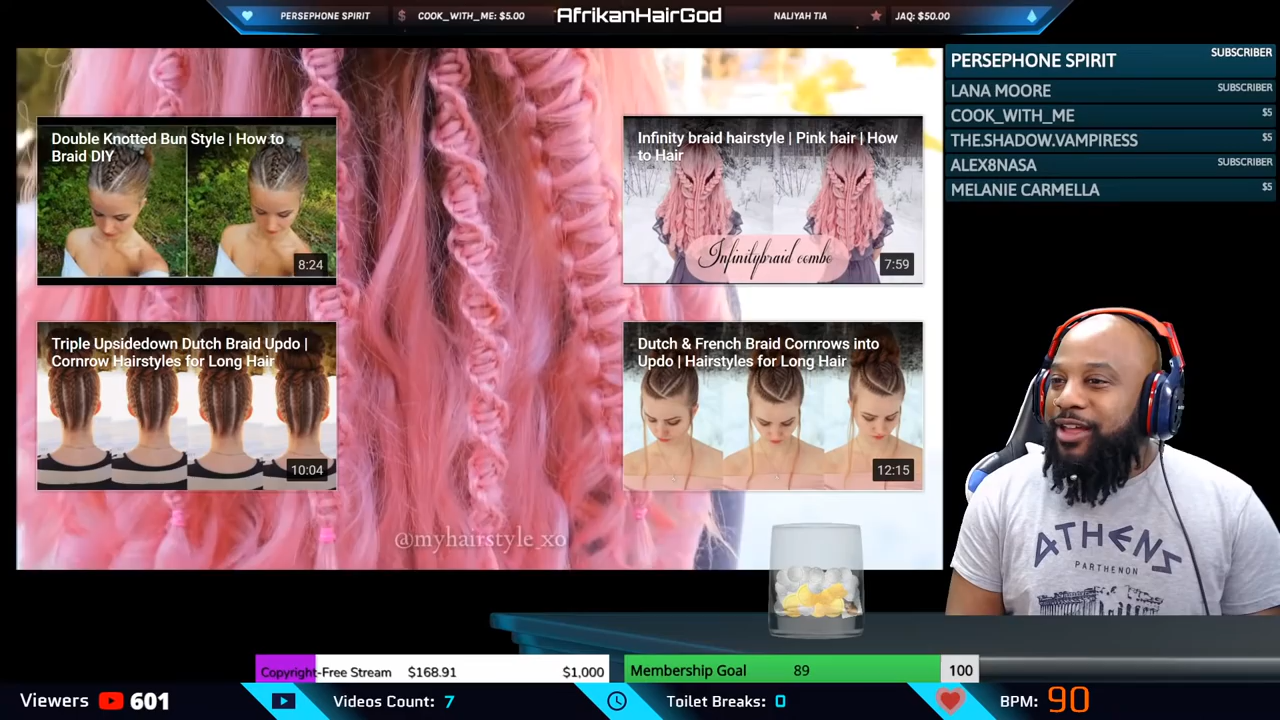 PERSEPHONE SPIRIT
COOK_WITH_ME: $5.00
AfrikanHairGod
NALIYAH TIA
JAQ: $50.00
PERSEPHONE SPIRIT SUBSCRIBER
LANA MOORE SUBSCRIBER
COOK_WITH_ME $5
THE.SHADOW.VAMPIRESS $5
ALEX8NASA SUBSCRIBER
MELANIE CARMELLA $5
Double Knotted Bun Style | How to
Braid DIY
8:24
Infinity braid hairstyle | Pink hair | How
to Hair
Infinitybraid combo
7:59
Triple Upsidedown Dutch Braid Updo |
Cornrow Hairstyles for Long Hair
10:04
Dutch & French Braid Cornrows into
Updo | Hairstyles for Long Hair
12:15
@myhairstyle_xo
ATHENS
PARTHENON
Copyright-Free Stream $168.91 $1,000
Membership Goal 89 100
Viewers 601
Videos Count: 7
Toilet Breaks: 0
BPM: 90